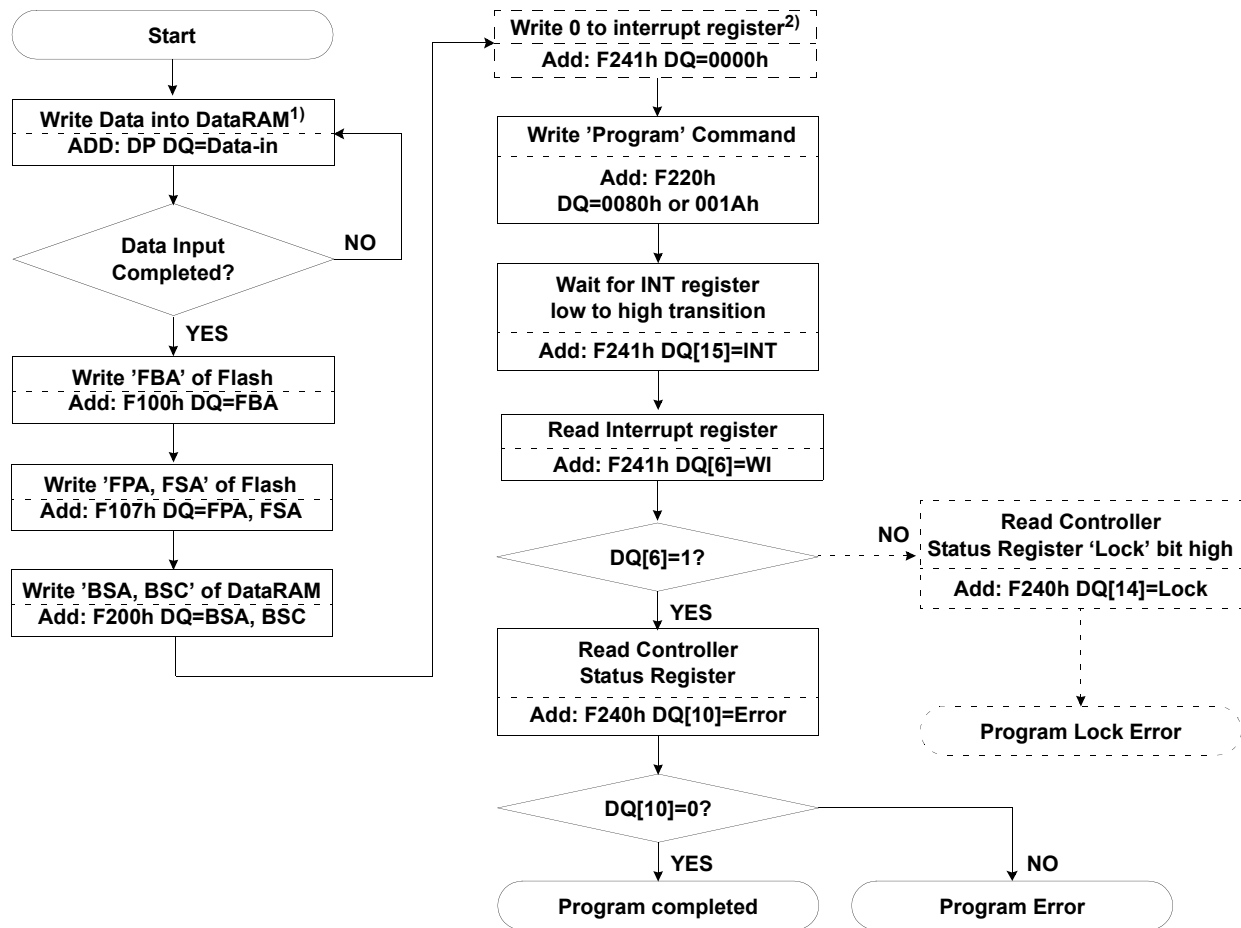 Start
Write Data into DataRAM1)
ADD: DP DQ=Data-in
Data Input
Completed?
NO
YES
Write ’FBA’ of Flash
Add: F100h DQ=FBA
Write ’FPA, FSA’ of Flash
Add: F107h DQ=FPA, FSA
Write ’BSA, BSC’ of DataRAM
Add: F200h DQ=BSA, BSC
Write 0 to interrupt register2)
Add: F241h DQ=0000h
Write ’Program’ Command
Add: F220h
DQ=0080h or 001Ah
Wait for INT register
low to high transition
Add: F241h DQ[15]=INT
Read Interrupt register
Add: F241h DQ[6]=WI
DQ[6]=1?
NO
YES
Read Controller
Status Register ‘Lock’ bit high
Add: F240h DQ[14]=Lock
Program Lock Error
Read Controller
Status Register
Add: F240h DQ[10]=Error
DQ[10]=0?
YES
NO
Program completed
Program Error